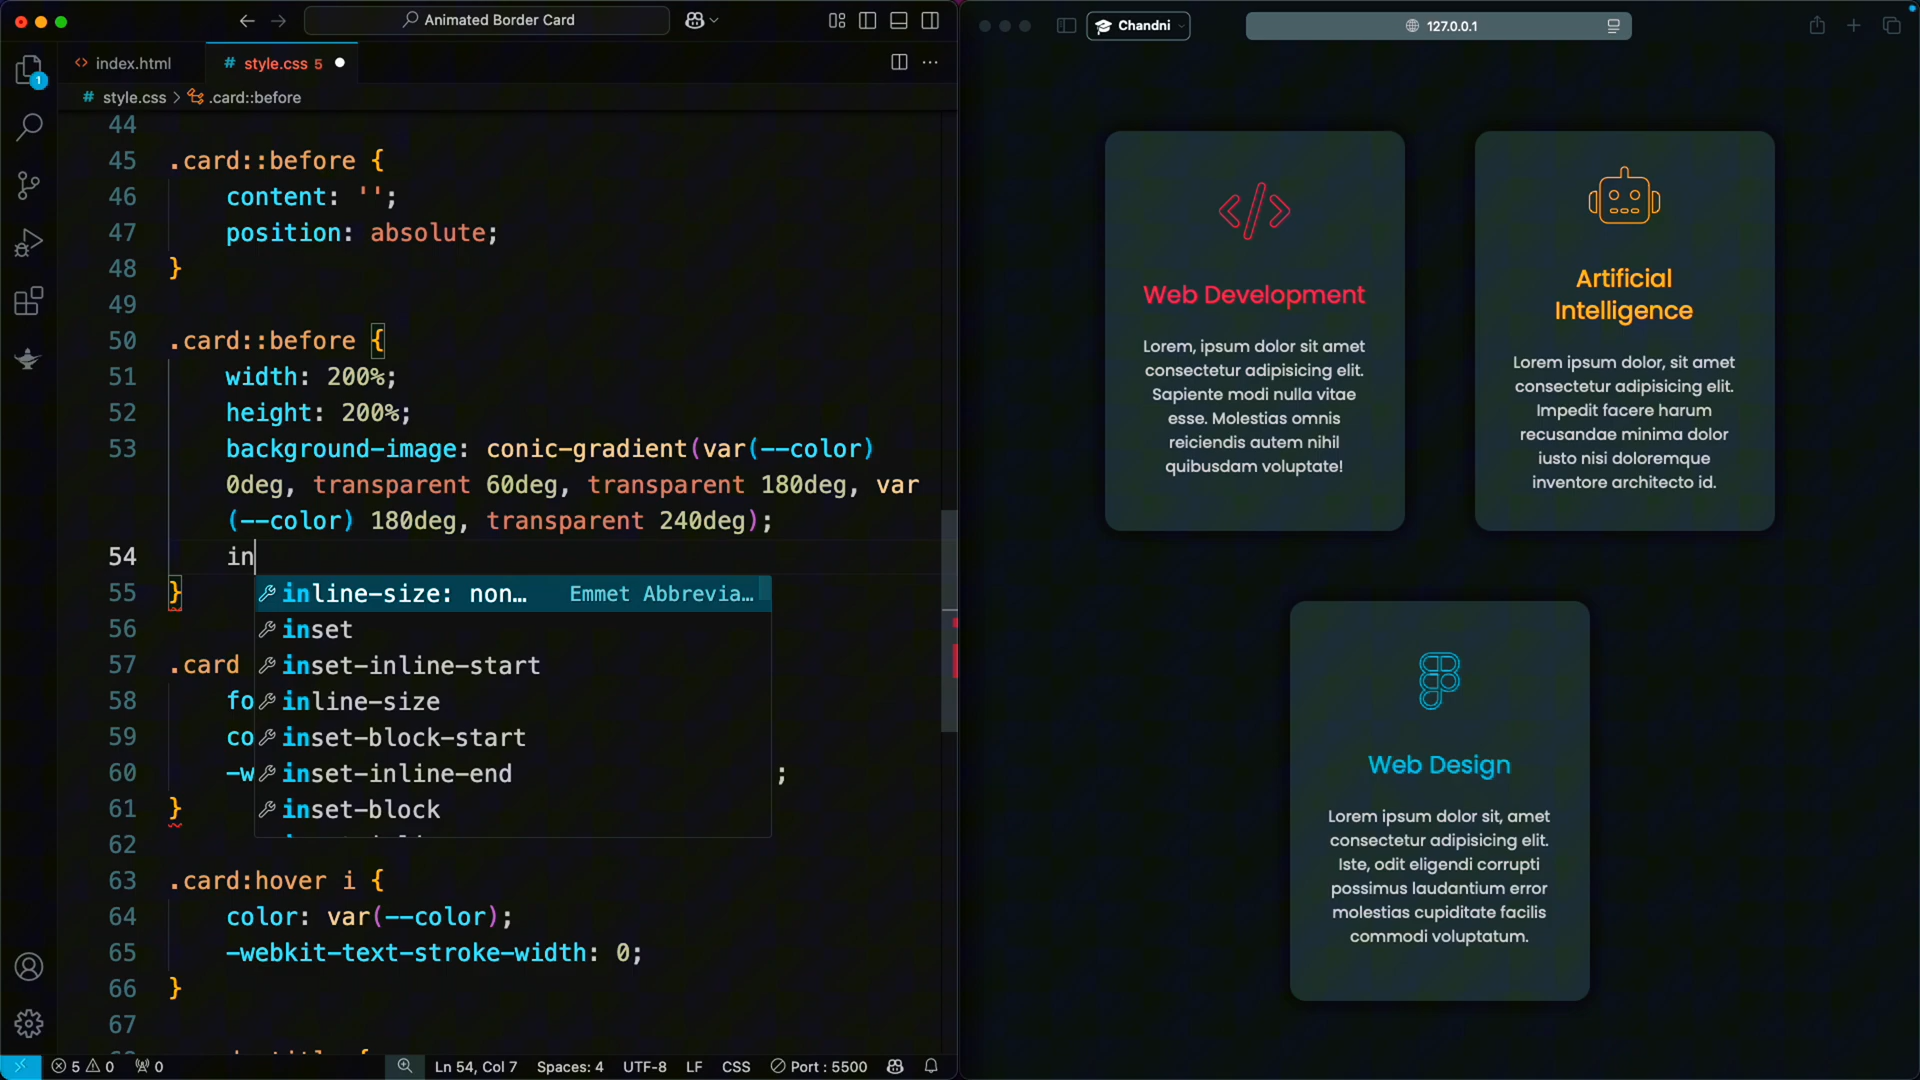 Animated Border Card
index.html
style.css 5
style.css > .card::before
44
45 .card::before {
46 content: '';
47 position: absolute;
48 }
49
50 .card::before {
51 width: 200%;
52 height: 200%;
53 background-image: conic-gradient(var(--color)
0deg, transparent 60deg, transparent 180deg, var
(--color) 180deg, transparent 240deg);
54 in
inline-size: non… Emmet Abbrevia…
55 }
inset
56
inset-inline-start
57 .card
inline-size
58 fo
inset-block-start
59 co
inset-inline-end
60 -w ;
inset-block
61 }
62
63 .card:hover i {
64 color: var(--color);
65 -webkit-text-stroke-width: 0;
66 }
67
1
5 0 0
Ln 54, Col 7 Spaces: 4 UTF-8 LF CSS Port : 5500
Chandni
127.0.0.1
Web Development
Lorem, ipsum dolor sit amet
consectetur adipisicing elit.
Sapiente modi nulla vitae
esse. Molestias omnis
reiciendis autem nihil
quibusdam voluptate!
Artificial
Intelligence
Lorem ipsum dolor, sit amet
consectetur adipisicing elit.
Impedit facere harum
recusandae minima dolor
iusto nisi doloremque
inventore architecto id.
Web Design
Lorem ipsum dolor sit, amet
consectetur adipisicing elit.
Iste, odit eligendi corrupti
possimus laudantium error
molestias cupiditate facilis
commodi voluptatum.